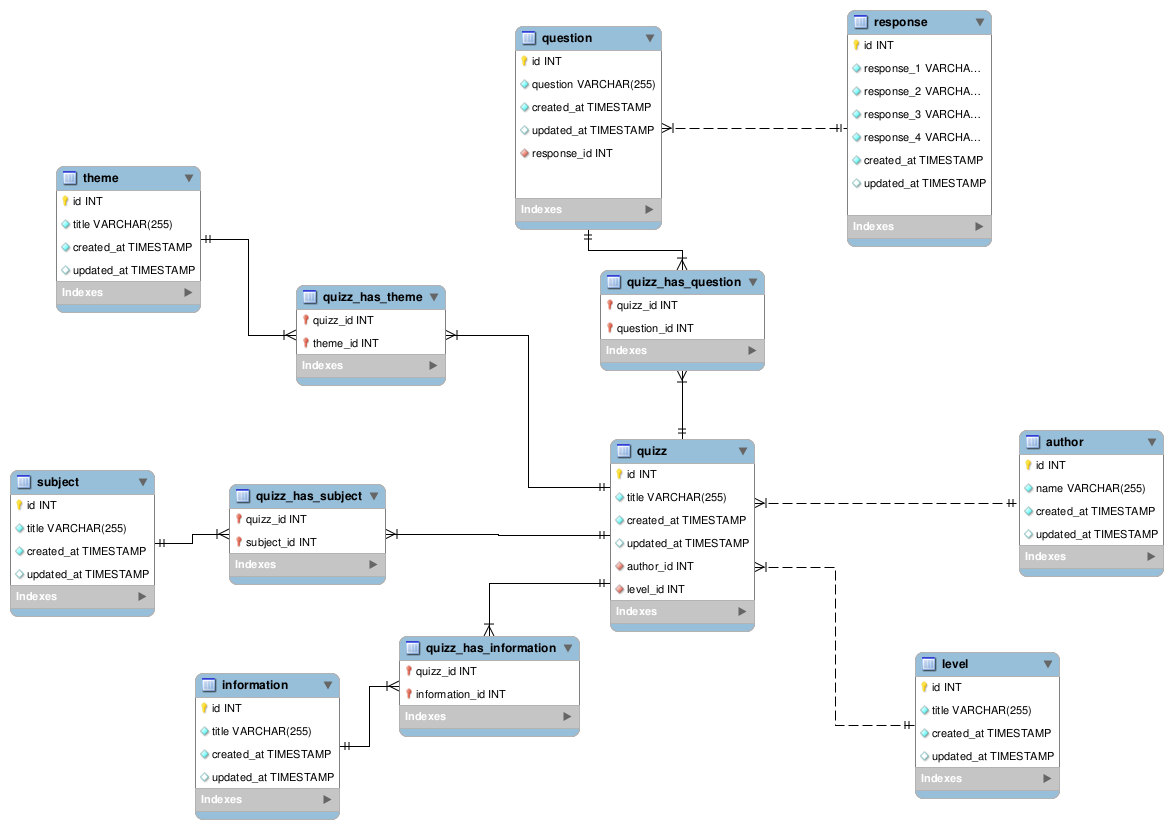 question
id INT
question VARCHAR(255)
created_at TIMESTAMP
updated_at TIMESTAMP
response_id INT
Indexes
response
id INT
response_1 VARCHA...
response_2 VARCHA...
response_3 VARCHA...
response_4 VARCHA...
created_at TIMESTAMP
updated_at TIMESTAMP
Indexes
theme
id INT
title VARCHAR(255)
created_at TIMESTAMP
updated_at TIMESTAMP
Indexes
quizz_has_theme
quizz_id INT
theme_id INT
Indexes
quizz_has_question
quizz_id INT
question_id INT
Indexes
quizz
id INT
title VARCHAR(255)
created_at TIMESTAMP
updated_at TIMESTAMP
author_id INT
level_id INT
Indexes
author
id INT
name VARCHAR(255)
created_at TIMESTAMP
updated_at TIMESTAMP
Indexes
subject
id INT
title VARCHAR(255)
created_at TIMESTAMP
updated_at TIMESTAMP
Indexes
quizz_has_subject
quizz_id INT
subject_id INT
Indexes
quizz_has_information
quizz_id INT
information_id INT
Indexes
information
id INT
title VARCHAR(255)
created_at TIMESTAMP
updated_at TIMESTAMP
Indexes
level
id INT
title VARCHAR(255)
created_at TIMESTAMP
updated_at TIMESTAMP
Indexes